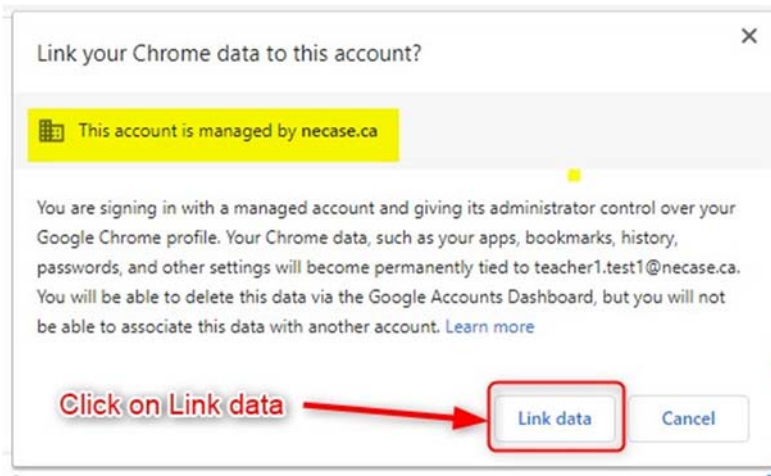 Link your Chrome data to this account?
This account is managed by necase.ca
You are signing in with a managed account and giving its administrator control over your
Google Chrome profile. Your Chrome data, such as your apps, bookmarks, history,
passwords, and other settings will become permanently tied to teacher1.test1@necase.ca.
You will be able to delete this data via the Google Accounts Dashboard, but you will not
be able to associate this data with another account. Learn more
Click on Link data
Link data
Cancel